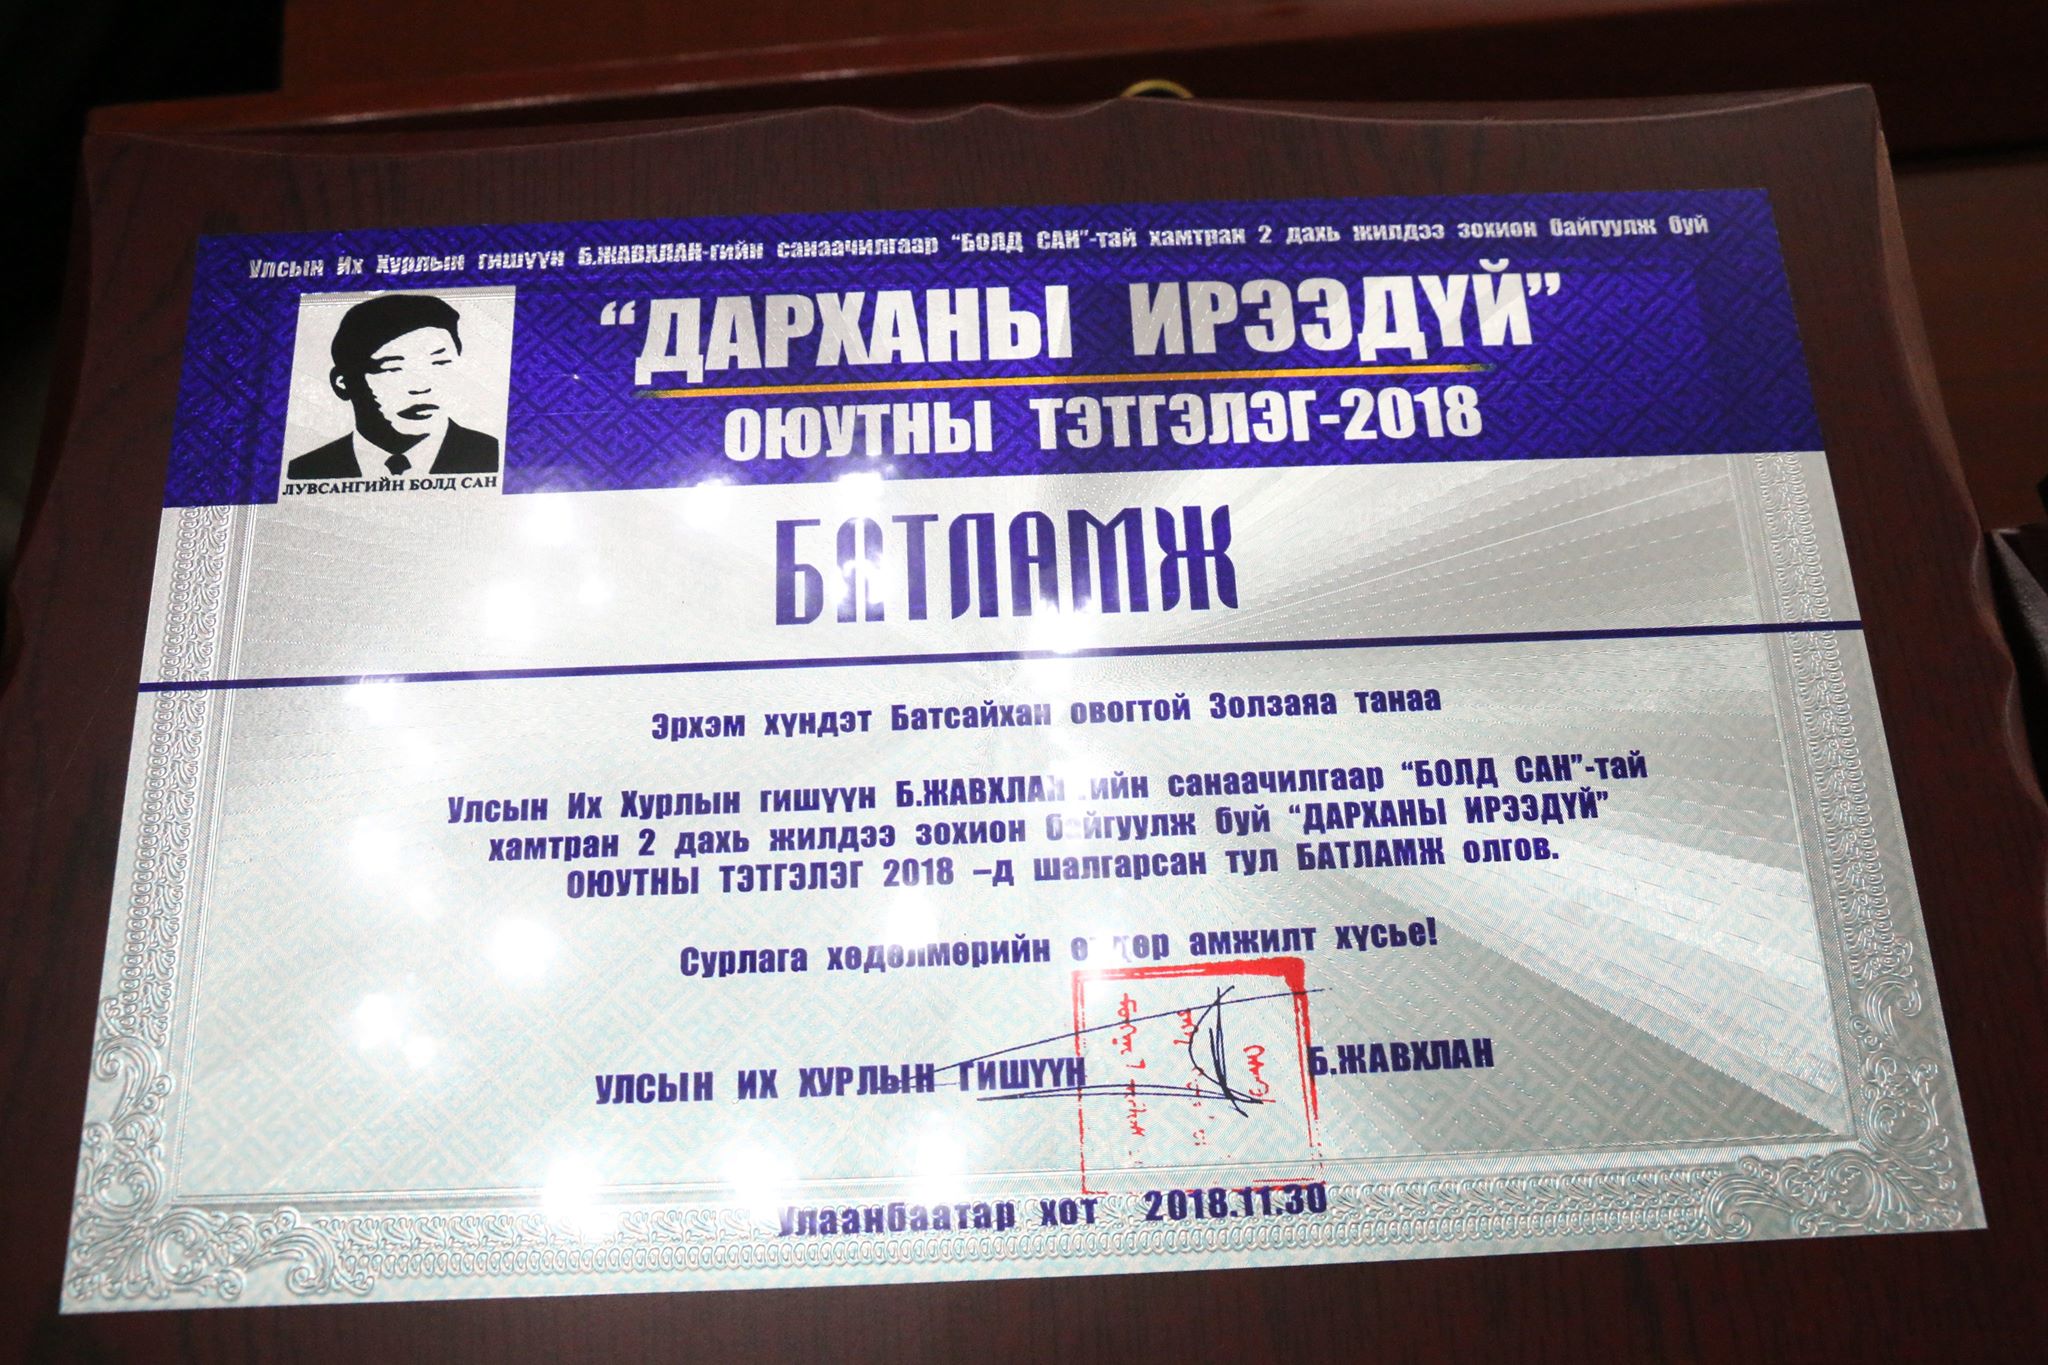 Улсын Их Хурлын гишүүн Б.ЖАВХЛАН-гийн санаачилгаар “БОЛД САН”-тай хамтран 2 дахь жилдээ зохион байгуулж буй
“ДАРХАНЫ ИРЭЭДҮЙ”
ОЮУТНЫ ТЭТГЭЛЭГ-2018
ЛУВСАНГИЙН БОЛД САН
БАТЛАМЖ
Эрхэм хүндэт Батсайхан овогтой Золзаяа танаа
Улсын Их Хурлын гишүүн Б.ЖАВХЛАН-гийн санаачилгаар “БОЛД САН”-тай
хамтран 2 дахь жилдээ зохион байгуулж буй “ДАРХАНЫ ИРЭЭДҮЙ”
ОЮУТНЫ ТЭТГЭЛЭГ 2018 –д шалгарсан тул БАТЛАМЖ олгов.
Сурлага хөдөлмөрийн өндөр амжилт хүсье!
УЛСЫН ИХ ХУРЛЫН ГИШҮҮН Б.ЖАВХЛАН
Улаанбаатар хот 2018.11.30